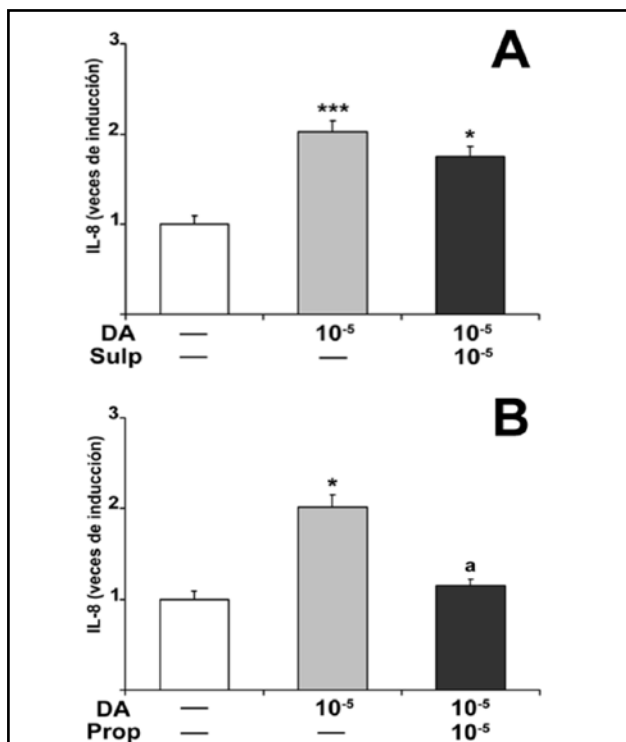 A
IL-8 (veces de inducción)
3
2
1
***
*
DA — 10⁻⁵ 10⁻⁵
Sulp — — 10⁻⁵
B
IL-8 (veces de inducción)
3
2
1
*
a
DA — 10⁻⁵ 10⁻⁵
Prop — — 10⁻⁵